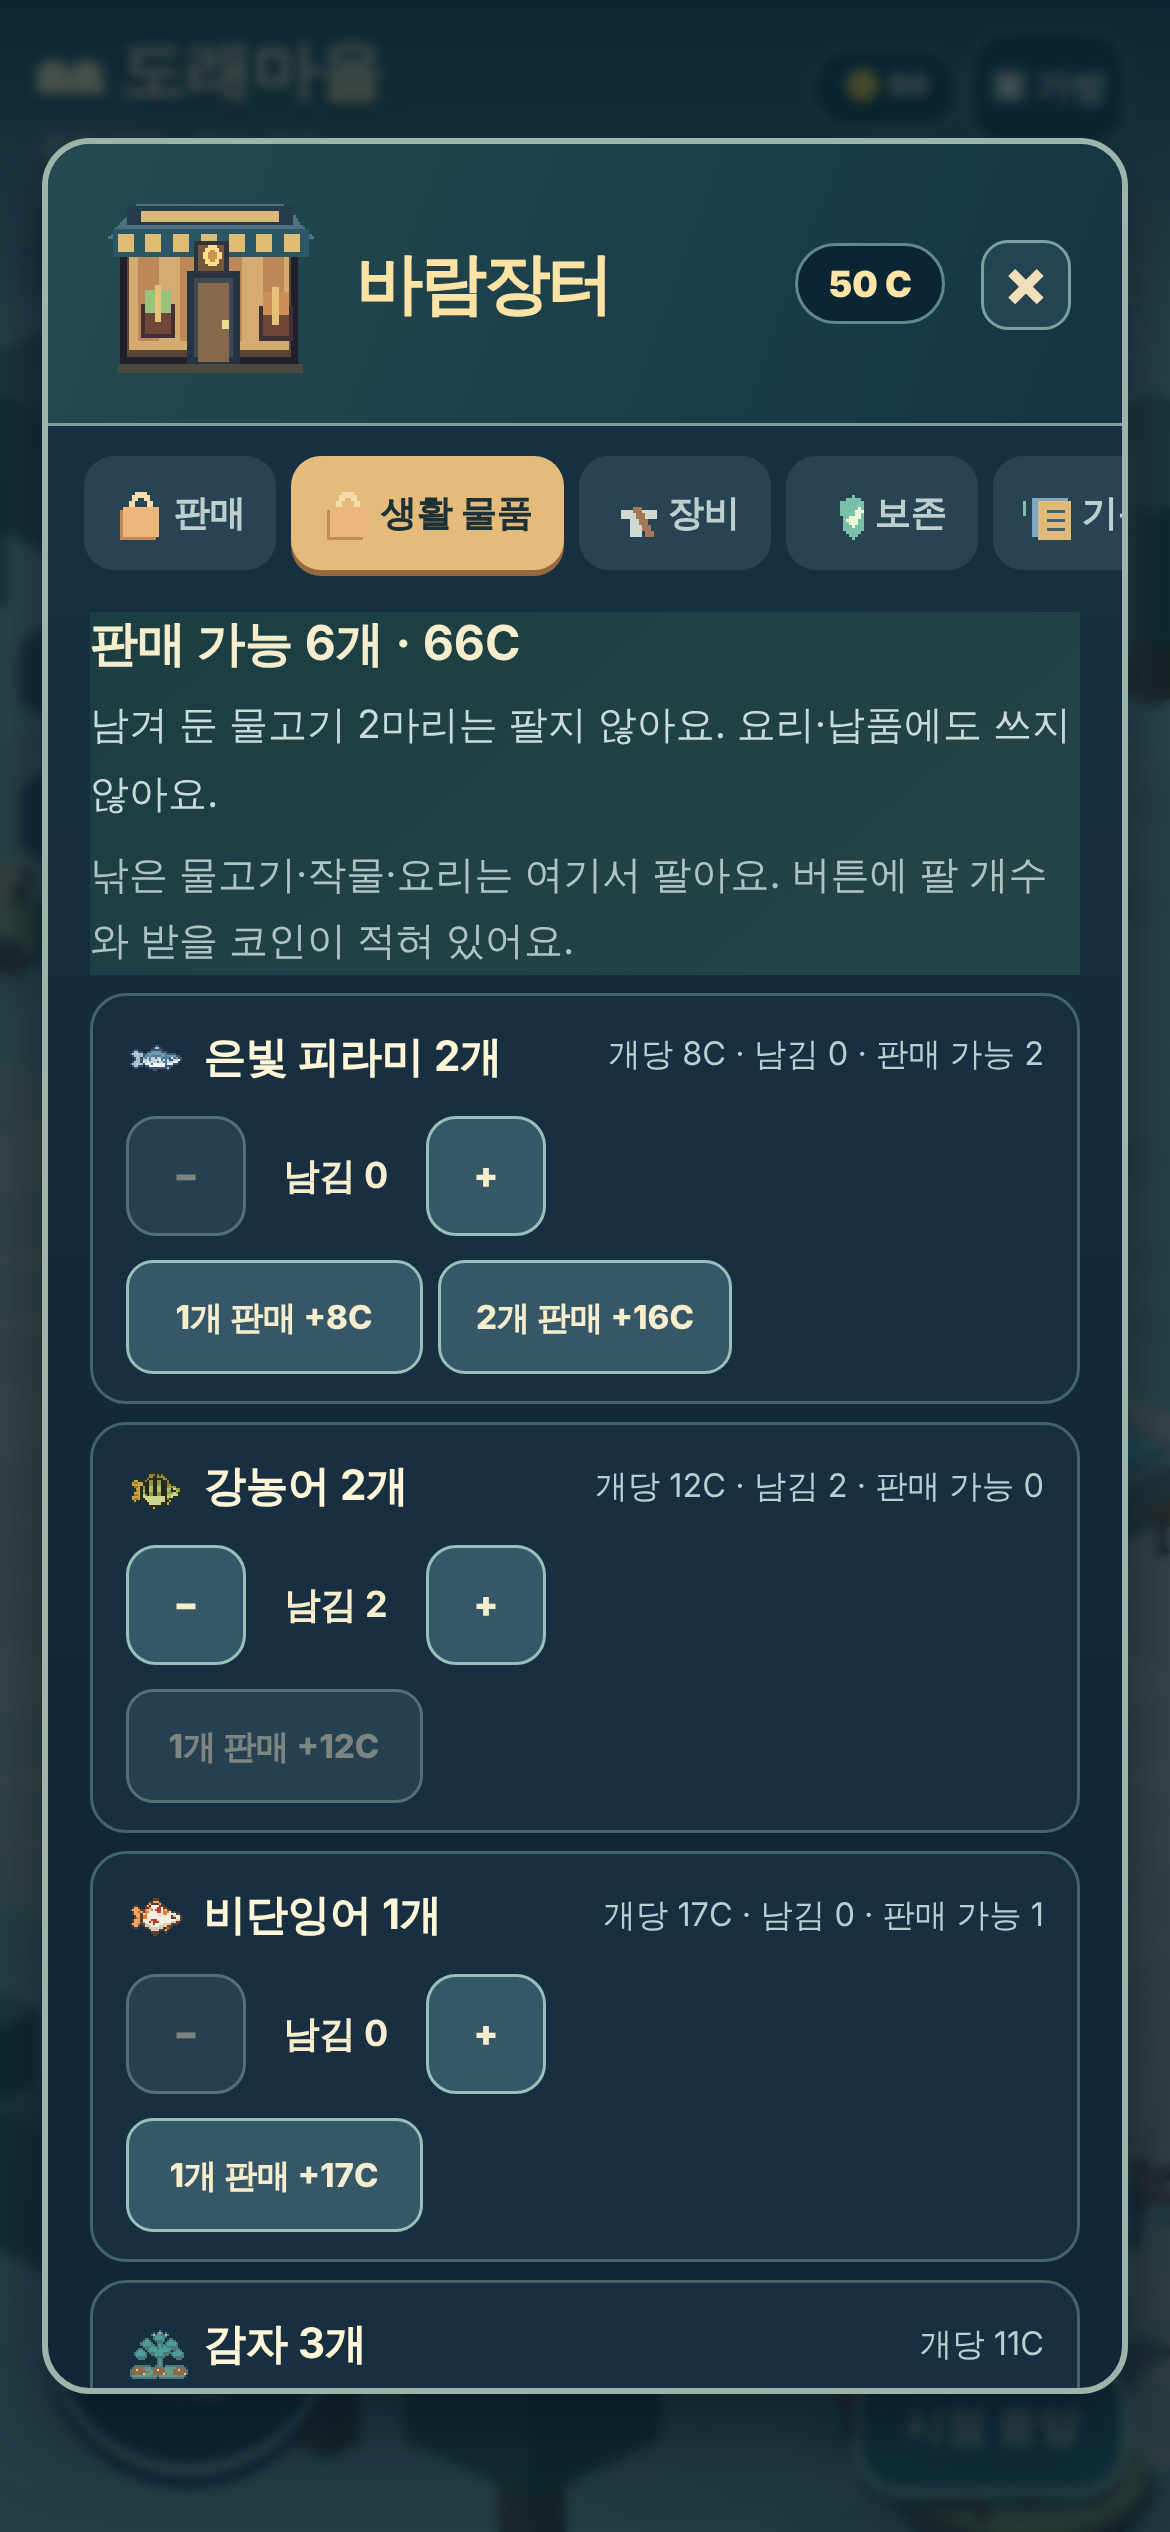 도래마을
50
가방
바람장터
50 C
×
판매
생활 물품
장비
보존
판매 가능 6개 · 66C
남겨 둔 물고기 2마리는 팔지 않아요. 요리·납품에도 쓰지
않아요.
낚은 물고기·작물·요리는 여기서 팔아요. 버튼에 팔 개수
와 받을 코인이 적혀 있어요.
은빛 피라미 2개
개당 8C · 남김 0 · 판매 가능 2
−
남김 0
+
1개 판매 +8C
2개 판매 +16C
강농어 2개
개당 12C · 남김 2 · 판매 가능 0
−
남김 2
+
1개 판매 +12C
비단잉어 1개
개당 17C · 남김 0 · 판매 가능 1
−
남김 0
+
1개 판매 +17C
감자 3개
개당 11C